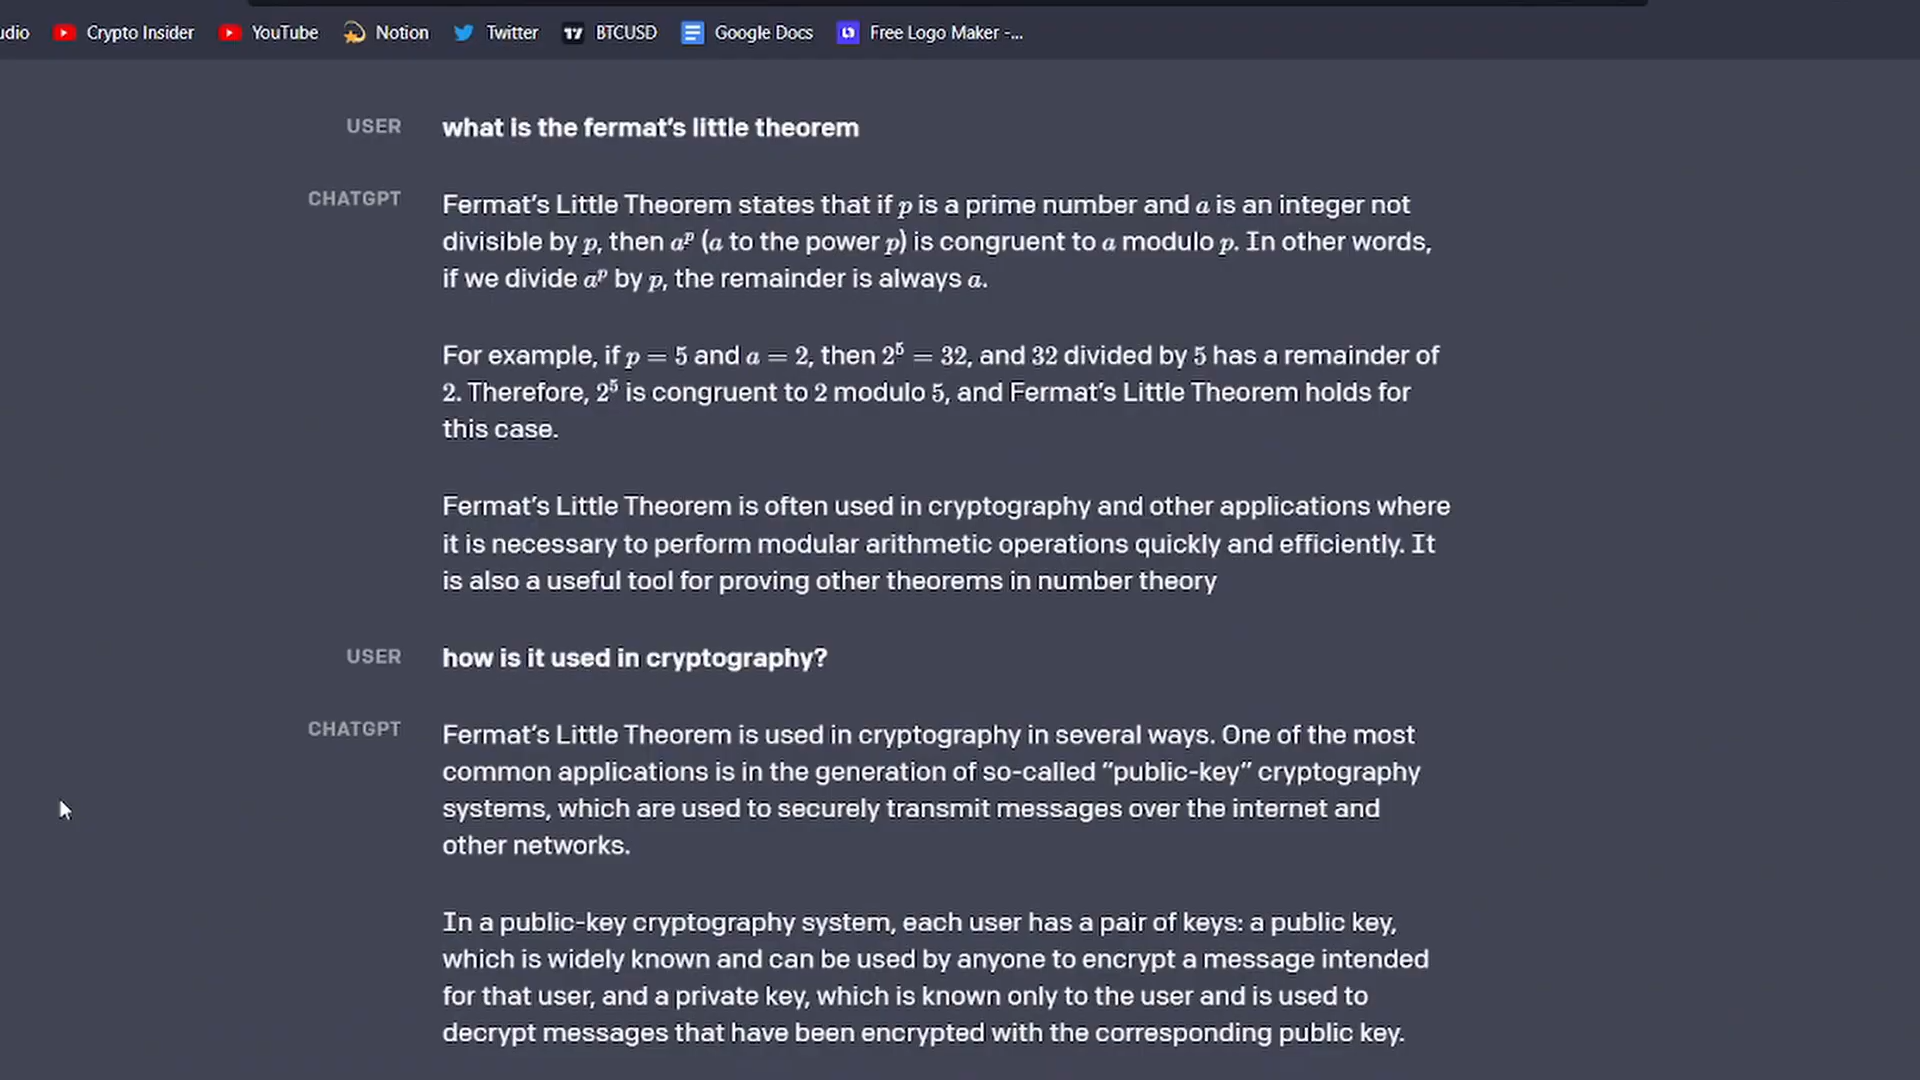 udio Crypto Insider YouTube Notion Twitter BTCUSD Google Docs Free Logo Maker -...
USER what is the fermat's little theorem
CHATGPT Fermat's Little Theorem states that if p is a prime number and a is an integer not
divisible by p, then aᵖ (a to the power p) is congruent to a modulo p. In other words,
if we divide aᵖ by p, the remainder is always a.
For example, if p = 5 and a = 2, then 2⁵ = 32, and 32 divided by 5 has a remainder of
2. Therefore, 2⁵ is congruent to 2 modulo 5, and Fermat's Little Theorem holds for
this case.
Fermat's Little Theorem is often used in cryptography and other applications where
it is necessary to perform modular arithmetic operations quickly and efficiently. It
is also a useful tool for proving other theorems in number theory
USER how is it used in cryptography?
CHATGPT Fermat's Little Theorem is used in cryptography in several ways. One of the most
common applications is in the generation of so-called "public-key" cryptography
systems, which are used to securely transmit messages over the internet and
other networks.
In a public-key cryptography system, each user has a pair of keys: a public key,
which is widely known and can be used by anyone to encrypt a message intended
for that user, and a private key, which is known only to the user and is used to
decrypt messages that have been encrypted with the corresponding public key.